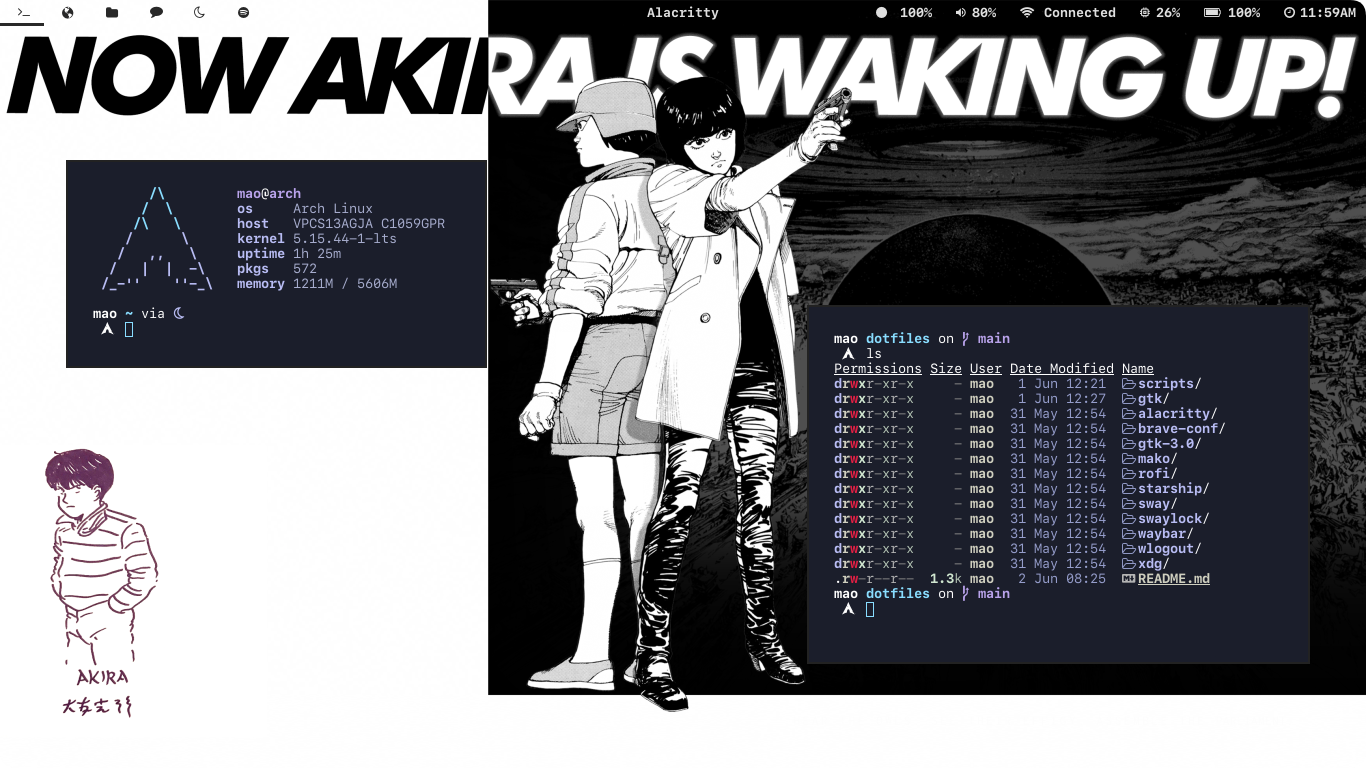 Alacritty
100% 80% Connected 26% 100% 11:59AM
NOW AKIRA IS WAKING UP!
mao@arch
os Arch Linux
host VPCS13AGJA C1059GPR
kernel 5.15.44-1-lts
uptime 1h 25m
pkgs 572
memory 1211M / 5606M
mao ~ via
mao dotfiles on main
ls
Permissions Size User Date Modified Name
drwxr-xr-x - mao 1 Jun 12:21 scripts/
drwxr-xr-x - mao 1 Jun 12:27 gtk/
drwxr-xr-x - mao 31 May 12:54 alacritty/
drwxr-xr-x - mao 31 May 12:54 brave-conf/
drwxr-xr-x - mao 31 May 12:54 gtk-3.0/
drwxr-xr-x - mao 31 May 12:54 mako/
drwxr-xr-x - mao 31 May 12:54 rofi/
drwxr-xr-x - mao 31 May 12:54 starship/
drwxr-xr-x - mao 31 May 12:54 sway/
drwxr-xr-x - mao 31 May 12:54 swaylock/
drwxr-xr-x - mao 31 May 12:54 waybar/
drwxr-xr-x - mao 31 May 12:54 wlogout/
drwxr-xr-x - mao 31 May 12:54 xdg/
.rw-r--r-- 1.3k mao 2 Jun 08:25 README.md
mao dotfiles on main
AKIRA